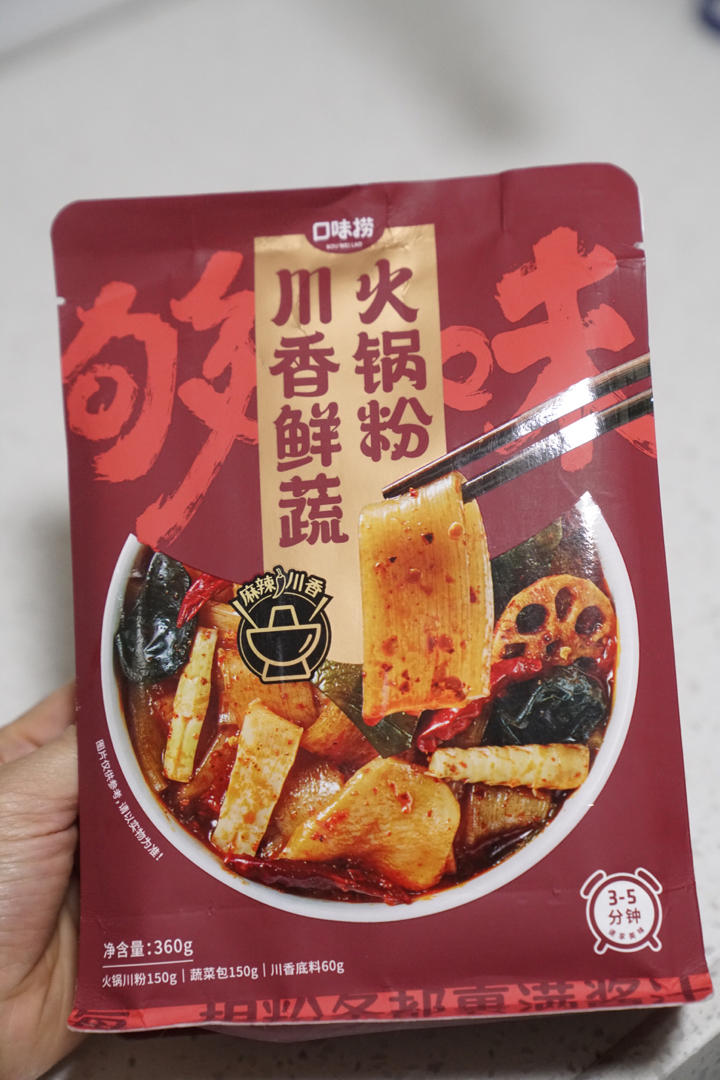 口味捞
KOU WEI LAO
够味
火锅粉
川香鲜蔬
麻辣川香
图片仅供参考，请以实物为准！
3-5
分钟
净含量：360g
火锅川粉150g｜蔬菜包150g｜川香底料60g